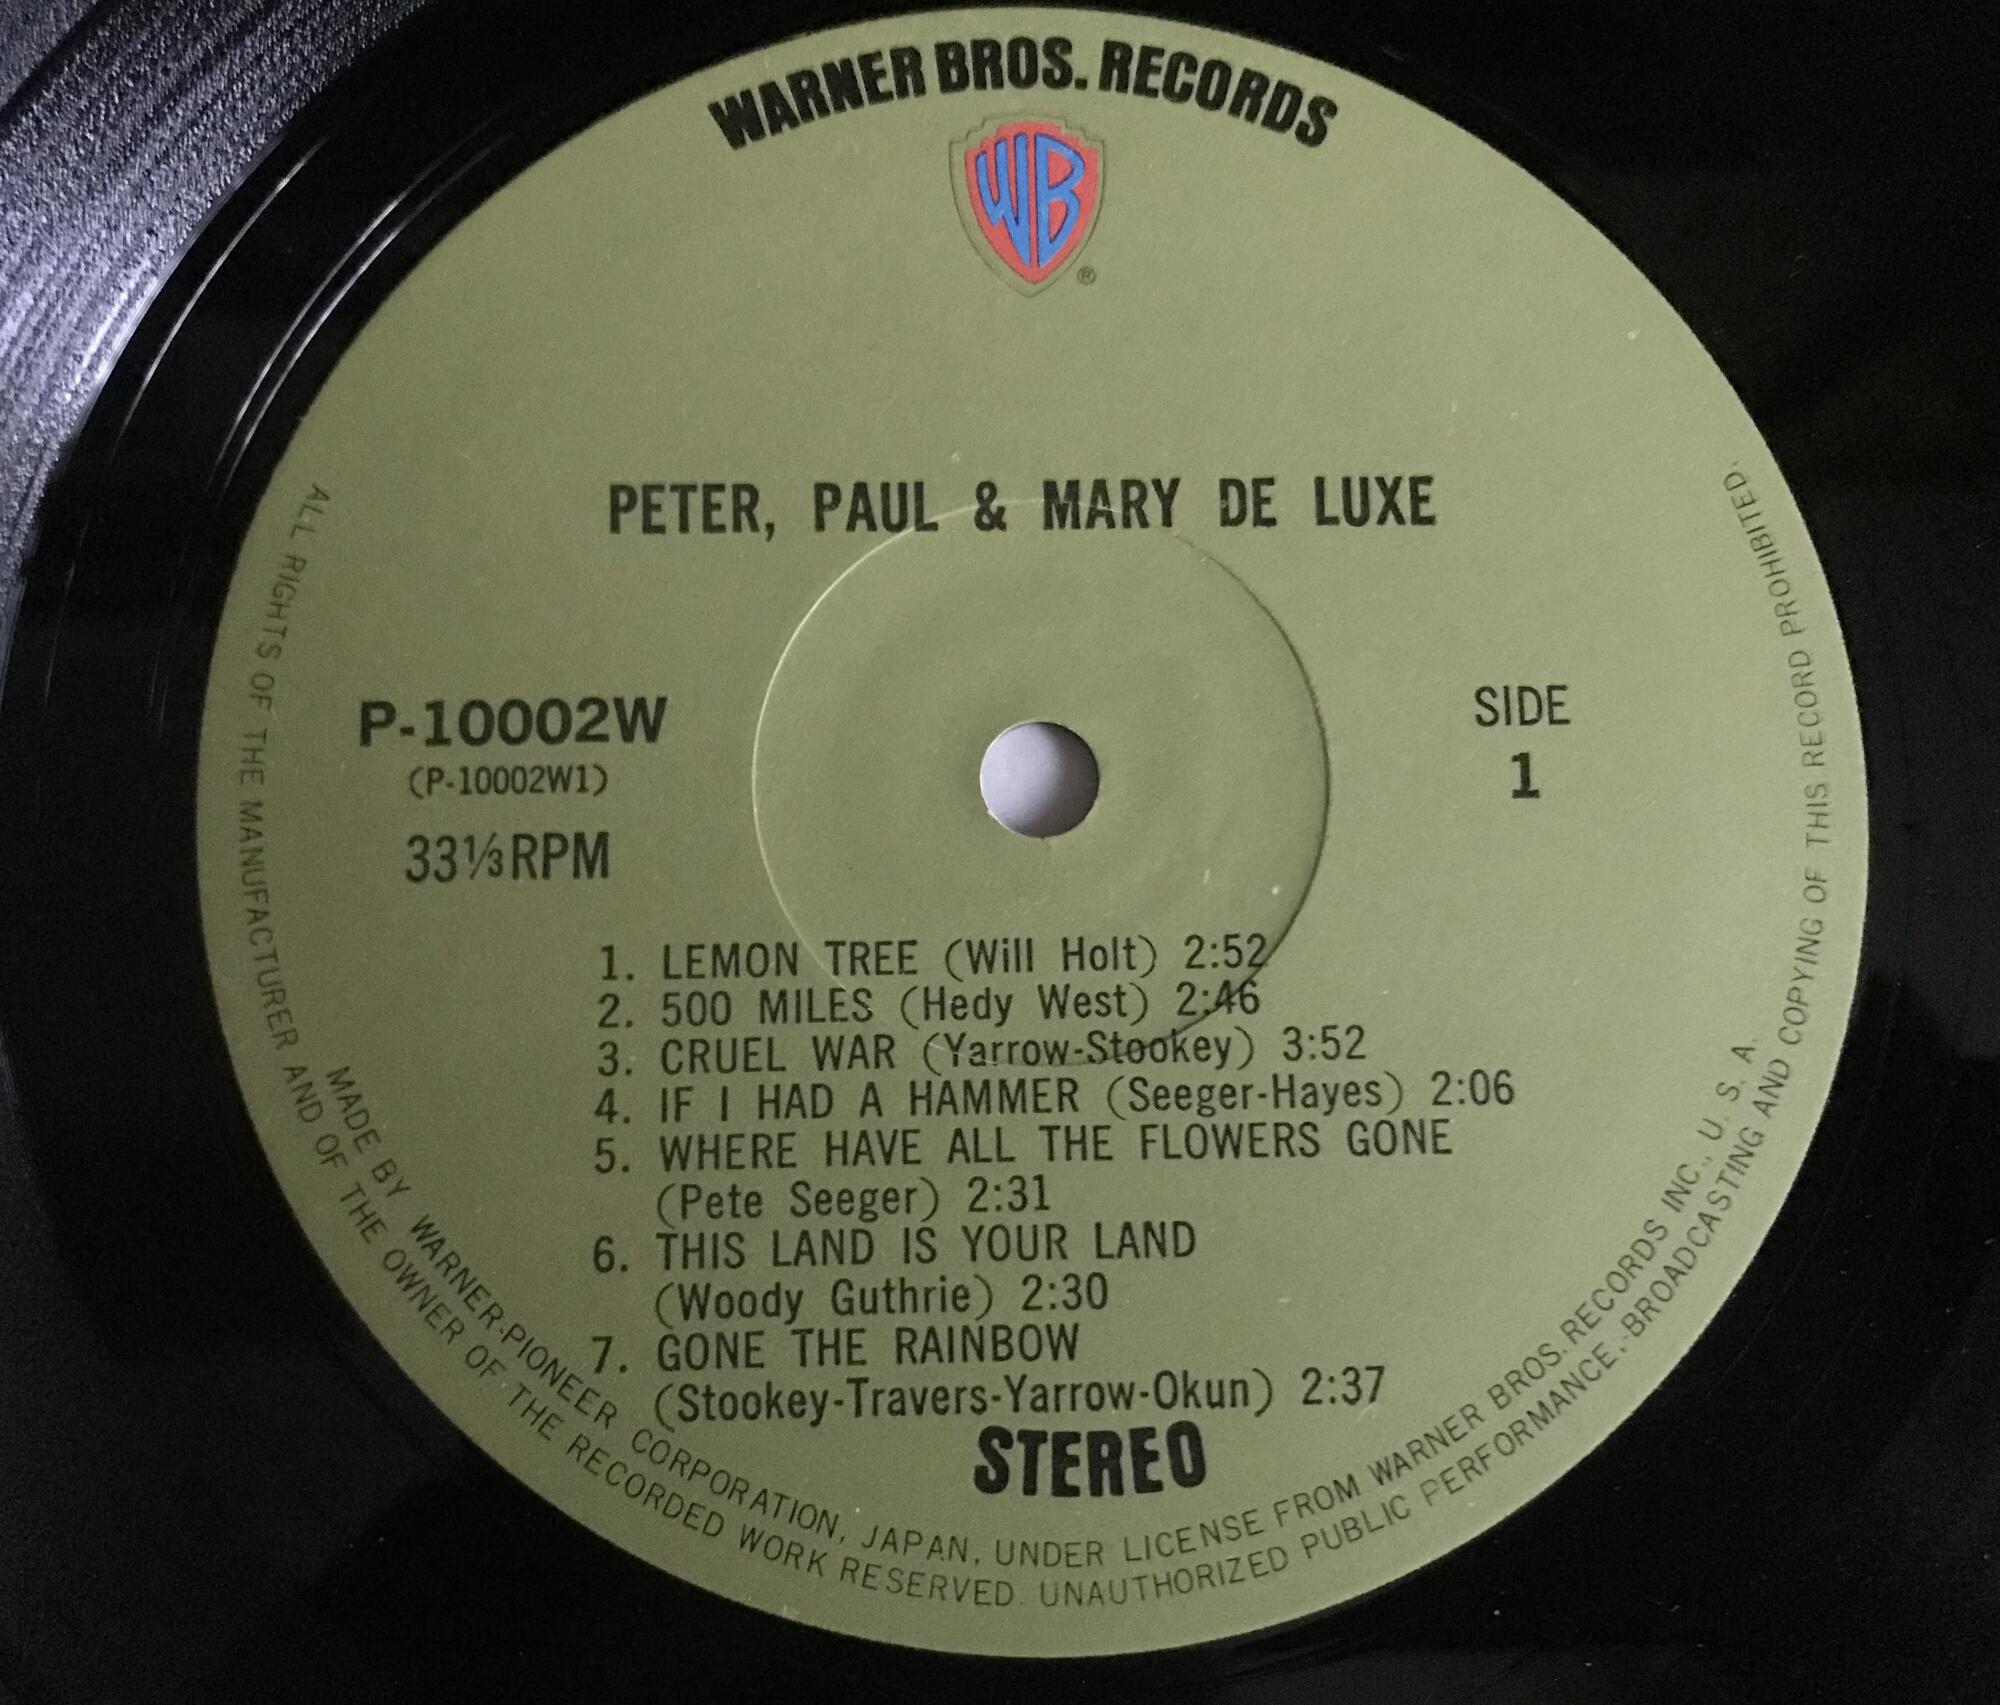 WARNER BROS. RECORDS
WB
®
PETER, PAUL & MARY DE LUXE
P-10002W
(P-10002W1)
33⅓ RPM
SIDE
1
1. LEMON TREE (Will Holt) 2:52
2. 500 MILES (Hedy West) 2:46
3. CRUEL WAR (Yarrow-Stookey) 3:52
4. IF I HAD A HAMMER (Seeger-Hayes) 2:06
5. WHERE HAVE ALL THE FLOWERS GONE
(Pete Seeger) 2:31
6. THIS LAND IS YOUR LAND
(Woody Guthrie) 2:30
7. GONE THE RAINBOW
(Stookey-Travers-Yarrow-Okun) 2:37
STEREO
MADE BY WARNER-PIONEER CORPORATION, JAPAN, UNDER LICENSE FROM WARNER BROS. RECORDS INC., U. S. A.
ALL RIGHTS OF THE MANUFACTURER AND OF THE OWNER OF THE RECORDED WORK RESERVED. UNAUTHORIZED PUBLIC PERFORMANCE.-BROADCASTING AND COPYING OF THIS RECORD PROHIBITED.